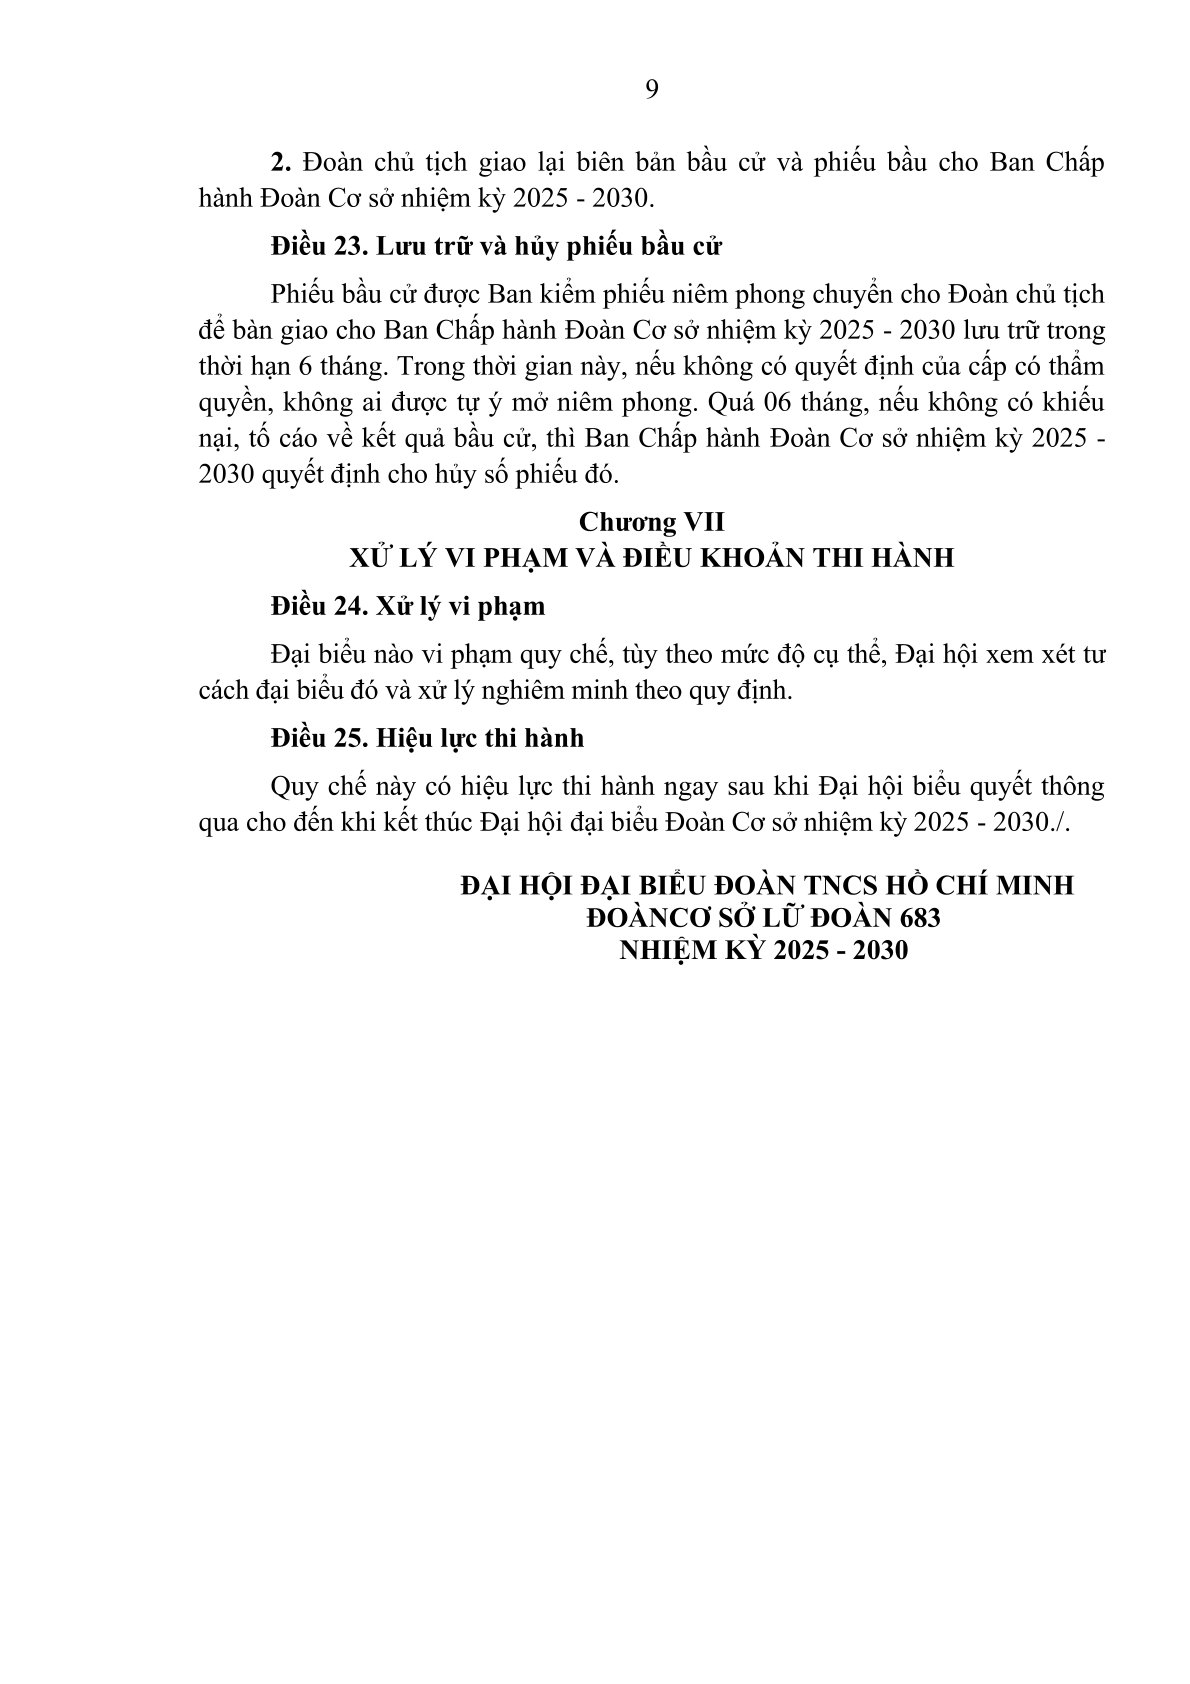 9
2. Đoàn chủ tịch giao lại biên bản bầu cử và phiếu bầu cho Ban Chấp
hành Đoàn Cơ sở nhiệm kỳ 2025 - 2030.
Điều 23. Lưu trữ và hủy phiếu bầu cử
Phiếu bầu cử được Ban kiểm phiếu niêm phong chuyển cho Đoàn chủ tịch
để bàn giao cho Ban Chấp hành Đoàn Cơ sở nhiệm kỳ 2025 - 2030 lưu trữ trong
thời hạn 6 tháng. Trong thời gian này, nếu không có quyết định của cấp có thẩm
quyền, không ai được tự ý mở niêm phong. Quá 06 tháng, nếu không có khiếu
nại, tố cáo về kết quả bầu cử, thì Ban Chấp hành Đoàn Cơ sở nhiệm kỳ 2025 -
2030 quyết định cho hủy số phiếu đó.
Chương VII
XỬ LÝ VI PHẠM VÀ ĐIỀU KHOẢN THI HÀNH
Điều 24. Xử lý vi phạm
Đại biểu nào vi phạm quy chế, tùy theo mức độ cụ thể, Đại hội xem xét tư
cách đại biểu đó và xử lý nghiêm minh theo quy định.
Điều 25. Hiệu lực thi hành
Quy chế này có hiệu lực thi hành ngay sau khi Đại hội biểu quyết thông
qua cho đến khi kết thúc Đại hội đại biểu Đoàn Cơ sở nhiệm kỳ 2025 - 2030./.
ĐẠI HỘI ĐẠI BIỂU ĐOÀN TNCS HỒ CHÍ MINH
ĐOÀNCƠ SỞ LỮ ĐOÀN 683
NHIỆM KỲ 2025 - 2030